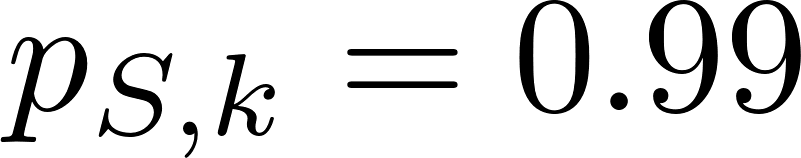 p_{S,k} = 0.99